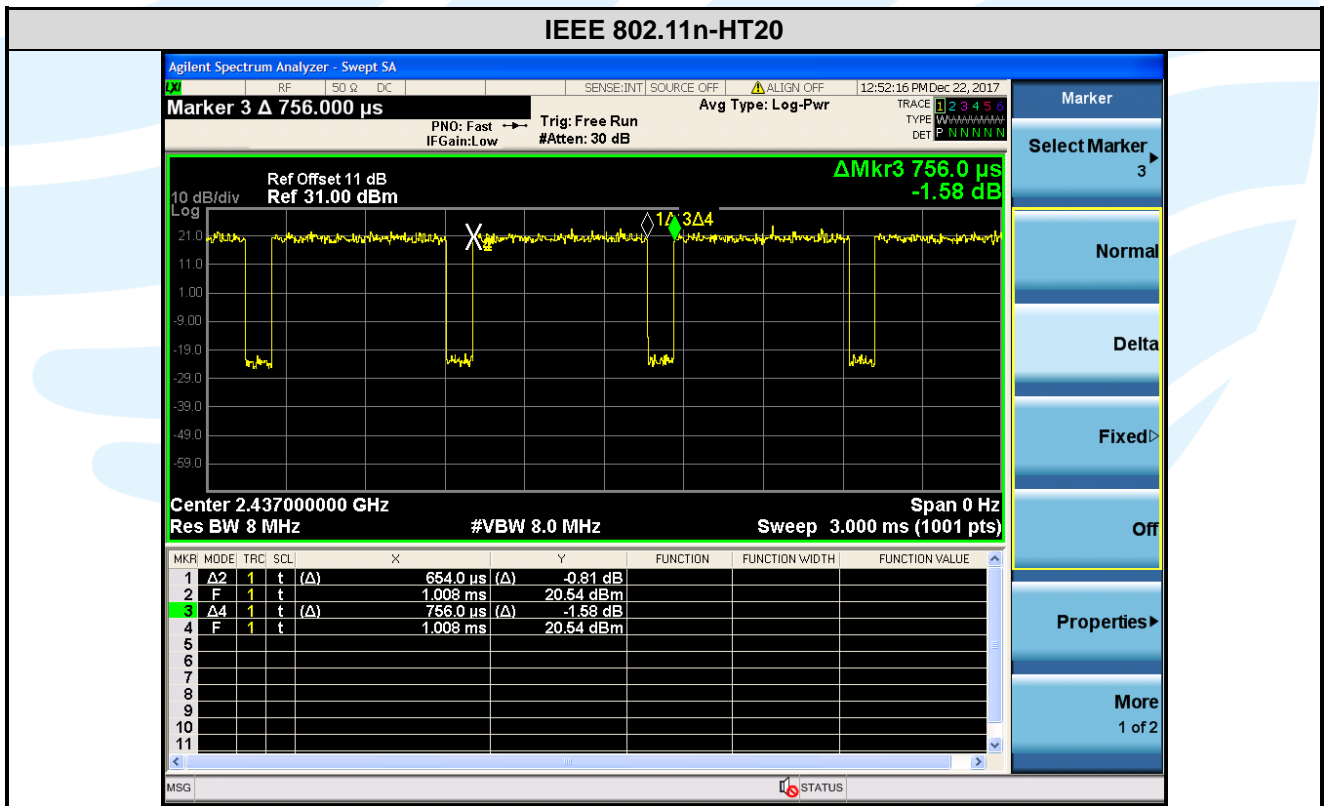 IEEE 802.11n-HT20
Agilent Spectrum Analyzer - Swept SA
LXI RF 50 Ω DC SENSE:INT SOURCE OFF ⚠ ALIGN OFF 12:52:16 PM Dec 22, 2017
Marker 3 Δ 756.000 µs
PNO: Fast
IFGain:Low
Trig: Free Run
#Atten: 30 dB
Avg Type: Log-Pwr
TRACE 1 2 3 4 5 6
TYPE WWWWWW
DET P N N N N N
Marker
Select Marker
3
Normal
Delta
Fixed
Off
Properties
More
1 of 2
ΔMkr3 756.0 µs
-1.58 dB
Ref Offset 11 dB
10 dB/div Ref 31.00 dBm
Log
21.0
11.0
1.00
-9.00
-19.0
-29.0
-39.0
-49.0
-59.0
X
4
1Δ 3Δ4
Center 2.437000000 GHz Span 0 Hz
Res BW 8 MHz #VBW 8.0 MHz Sweep 3.000 ms (1001 pts)
MKR MODE TRC SCL X Y FUNCTION FUNCTION WIDTH FUNCTION VALUE
1 Δ2 1 t (Δ) 654.0 µs (Δ) -0.81 dB
2 F 1 t 1.008 ms 20.54 dBm
3 Δ4 1 t (Δ) 756.0 µs (Δ) -1.58 dB
4 F 1 t 1.008 ms 20.54 dBm
5
6
7
8
9
10
11
MSG STATUS